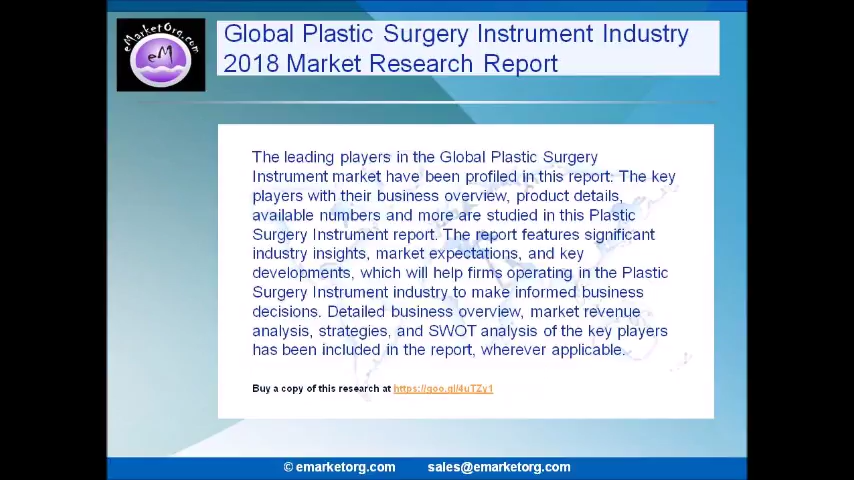 eMarketOrg.com
eM
Global Plastic Surgery Instrument Industry
2018 Market Research Report
The leading players in the Global Plastic Surgery
Instrument market have been profiled in this report. The key
players with their business overview, product details,
available numbers and more are studied in this Plastic
Surgery Instrument report. The report features significant
industry insights, market expectations, and key
developments, which will help firms operating in the Plastic
Surgery Instrument industry to make informed business
decisions. Detailed business overview, market revenue
analysis, strategies, and SWOT analysis of the key players
has been included in the report, wherever applicable.
Buy a copy of this research at https://goo.gl/4uTZy1
© emarketorg.com sales@emarketorg.com